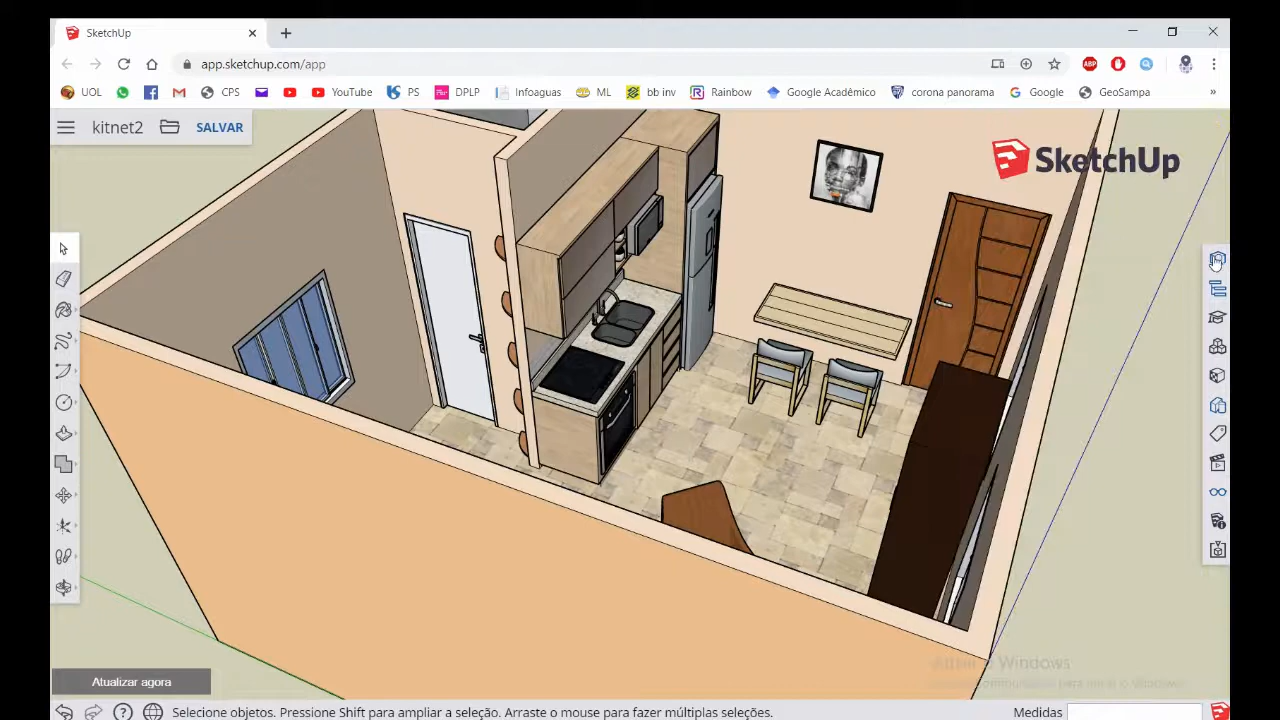 SketchUp
app.sketchup.com/app
ABP
UOL
CPS
YouTube
PS
DPLP
Infoaguas
ML
bb inv
Rainbow
Google Acadêmico
corona panorama
Google
GeoSampa
»
kitnet2
SALVAR
SketchUp
Atualizar agora
Selecione objetos. Pressione Shift para ampliar a seleção. Arraste o mouse para fazer múltiplas seleções.
Medidas